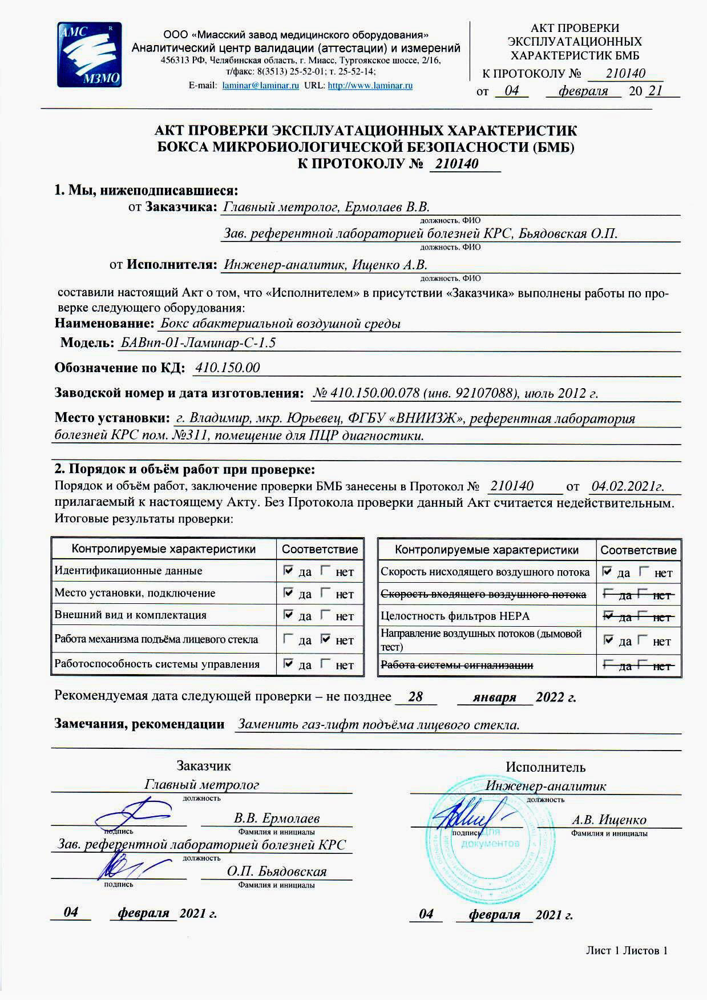 АМС
R
МЗМО
ООО «Миасский завод медицинского оборудования»
Аналитический центр валидации (аттестации) и измерений
456313 РФ, Челябинская область, г. Миасс, Тургоякское шоссе, 2/16,
т/факс: 8(3513) 25-52-01; т. 25-52-14;
E-mail: laminar@laminar.ru URL: http://www.laminar.ru
АКТ ПРОВЕРКИ
ЭКСПЛУАТАЦИОННЫХ
ХАРАКТЕРИСТИК БМБ
К ПРОТОКОЛУ № 210140
от 04 февраля 20 21
АКТ ПРОВЕРКИ ЭКСПЛУАТАЦИОННЫХ ХАРАКТЕРИСТИК
БОКСА МИКРОБИОЛОГИЧЕСКОЙ БЕЗОПАСНОСТИ (БМБ)
К ПРОТОКОЛУ № 210140
1. Мы, нижеподписавшиеся:
от Заказчика: Главный метролог, Ермолаев В.В.
должность, ФИО
Зав. референтной лабораторией болезней КРС, Бьядовская О.П.
должность, ФИО
от Исполнителя: Инженер-аналитик, Ищенко А.В.
должность, ФИО
составили настоящий Акт о том, что «Исполнителем» в присутствии «Заказчика» выполнены работы по про-
верке следующего оборудования:
Наименование: Бокс абактериальной воздушной среды
Модель: БАВнп-01-Ламинар-С-1.5
Обозначение по КД: 410.150.00
Заводской номер и дата изготовления: № 410.150.00.078 (инв. 92107088), июль 2012 г.
Место установки: г. Владимир, мкр. Юрьевец, ФГБУ «ВНИИЗЖ», референтная лаборатория
болезней КРС пом. №311, помещение для ПЦР диагностики.
2. Порядок и объём работ при проверке:
Порядок и объём работ, заключение проверки БМБ занесены в Протокол № 210140 от 04.02.2021г.
прилагаемый к настоящему Акту. Без Протокола проверки данный Акт считается недействительным.
Итоговые результаты проверки:
Контролируемые характеристики Соответствие
Идентификационные данные да нет
Место установки, подключение да нет
Внешний вид и комплектация да нет
Работа механизма подъёма лицевого стекла да нет
Работоспособность системы управления да нет
Контролируемые характеристики Соответствие
Скорость нисходящего воздушного потока да нет
Скорость входящего воздушного потока да нет
Целостность фильтров HEPA да нет
Направление воздушных потоков (дымовой
тест) да нет
Работа системы сигнализации да нет
Рекомендуемая дата следующей проверки – не позднее 28 января 2022 г.
Замечания, рекомендации Заменить газ-лифт подъёма лицевого стекла.
Заказчик
Главный метролог
должность
В.В. Ермолаев
подпись Фамилия и инициалы
Зав. референтной лабораторией болезней КРС
должность
О.П. Бьядовская
подпись Фамилия и инициалы
04 февраля 2021 г.
Исполнитель
Инженер-аналитик
должность
А.В. Ищенко
подпись Фамилия и инициалы
для
документов
04 февраля 2021 г.
Лист 1 Листов 1